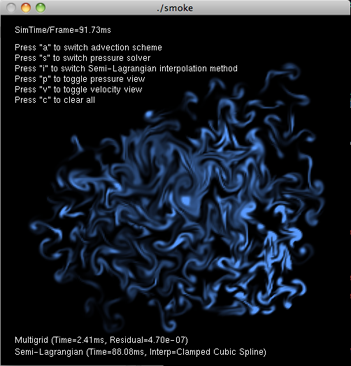 ./smoke
SimTime/Frame=91.73ms
Press "a" to switch advection scheme
Press "s" to switch pressure solver
Press "i" to switch Semi-Lagrangian interpolation method
Press "p" to toggle pressure view
Press "v" to toggle velocity view
Press "c" to clear all
Multigrid (Time=2.41ms, Residual=4.70e-07)
Semi-Lagrangian (Time=88.08ms, Interp=Clamped Cubic Spline)